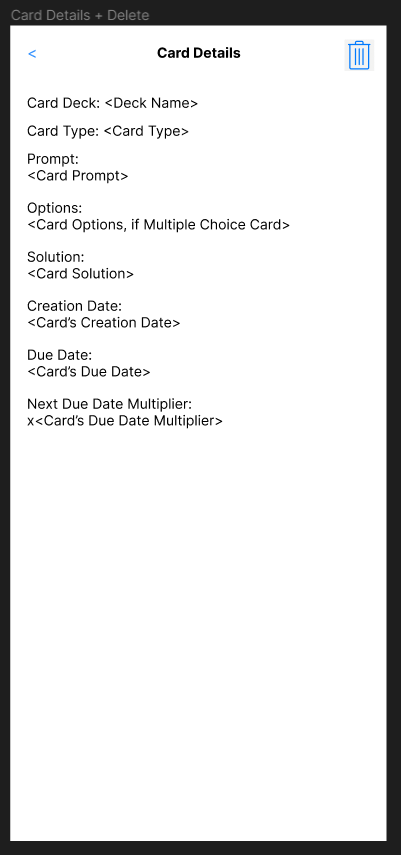 Card Details + Delete
<
Card Details
Card Deck: <Deck Name>
Card Type: <Card Type>
Prompt:
<Card Prompt>
Options:
<Card Options, if Multiple Choice Card>
Solution:
<Card Solution>
Creation Date:
<Card’s Creation Date>
Due Date:
<Card’s Due Date>
Next Due Date Multiplier:
x<Card’s Due Date Multiplier>